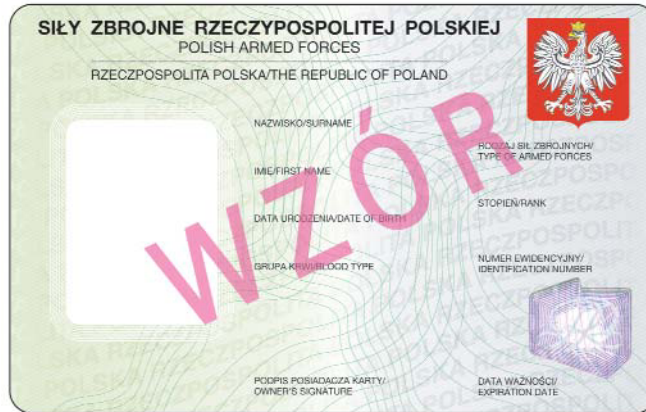 SIŁY ZBROJNE RZECZYPOSPOLITEJ POLSKIEJ
POLISH ARMED FORCES
RZECZPOSPOLITA POLSKA/THE REPUBLIC OF POLAND
NAZWISKO/SURNAME
RODZAJ SIŁ ZBROJNYCH/
TYPE OF ARMED FORCES
IMIĘ/FIRST NAME
STOPIEŃ/RANK
DATA URODZENIA/DATE OF BIRTH
GRUPA KRWI/BLOOD TYPE
NUMER EWIDENCYJNY/
IDENTIFICATION NUMBER
WZÓR
PODPIS POSIADACZA KARTY/
OWNER'S SIGNATURE
DATA WAŻNOŚCI/
EXPIRATION DATE